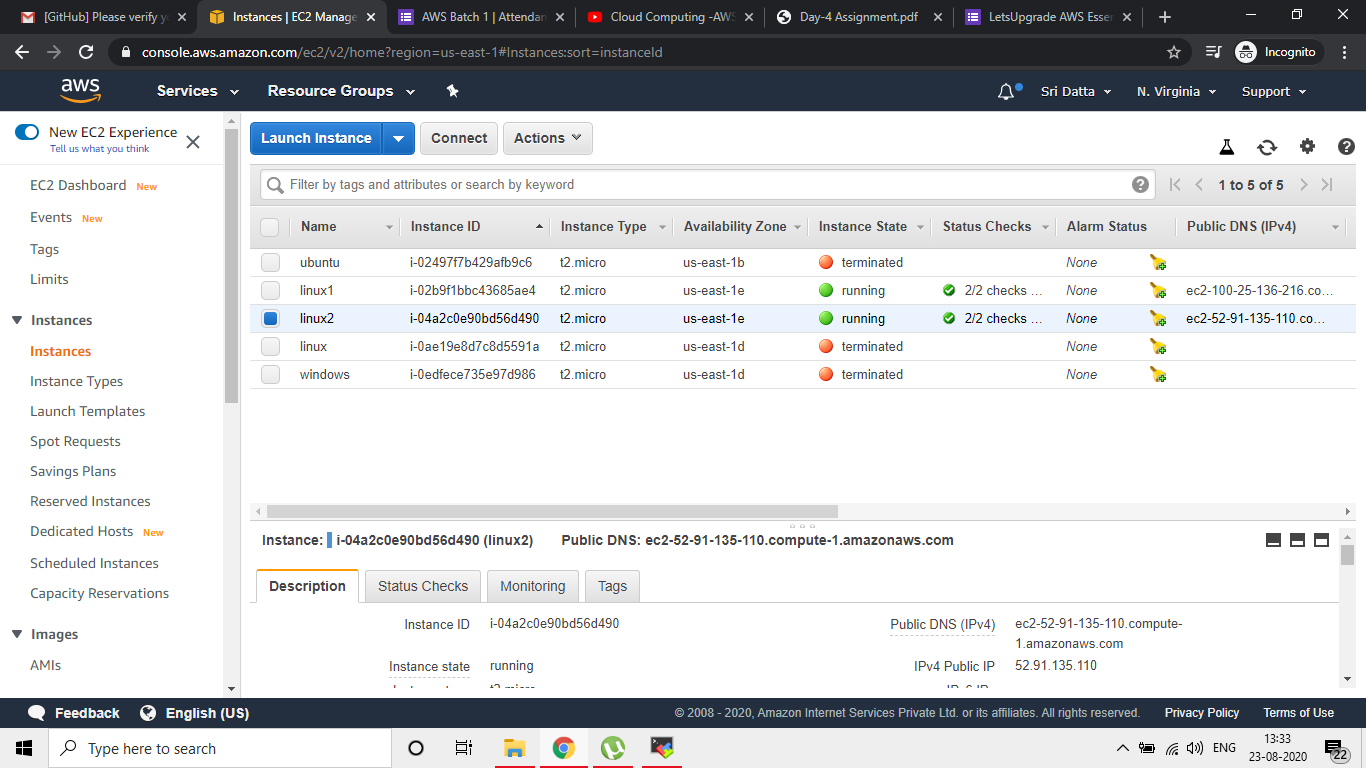 [GitHub] Please verify y
Instances | EC2 Manage
AWS Batch 1 | Attendan
Cloud Computing -AWS
Day-4 Assignment.pdf
LetsUpgrade AWS Esser
console.aws.amazon.com/ec2/v2/home?region=us-east-1#Instances:sort=instanceId
Incognito
aws
Services
Resource Groups
Sri Datta
N. Virginia
Support
New EC2 Experience
Tell us what you think
EC2 Dashboard New
Events New
Tags
Limits
Instances
Instances
Instance Types
Launch Templates
Spot Requests
Savings Plans
Reserved Instances
Dedicated Hosts New
Scheduled Instances
Capacity Reservations
Images
AMIs
Launch Instance
Connect
Actions
Filter by tags and attributes or search by keyword
1 to 5 of 5
Name Instance ID Instance Type Availability Zone Instance State Status Checks Alarm Status Public DNS (IPv4)
ubuntu i-02497f7b429afb9c6 t2.micro us-east-1b terminated None
linux1 i-02b9f1bbc43685ae4 t2.micro us-east-1e running 2/2 checks ... None ec2-100-25-136-216.co...
linux2 i-04a2c0e90bd56d490 t2.micro us-east-1e running 2/2 checks ... None ec2-52-91-135-110.co...
linux i-0ae19e8d7c8d5591a t2.micro us-east-1d terminated None
windows i-0edfece735e97d986 t2.micro us-east-1d terminated None
Instance: i-04a2c0e90bd56d490 (linux2) Public DNS: ec2-52-91-135-110.compute-1.amazonaws.com
Description
Status Checks
Monitoring
Tags
Instance ID i-04a2c0e90bd56d490
Public DNS (IPv4) ec2-52-91-135-110.compute-
1.amazonaws.com
Instance state running
IPv4 Public IP 52.91.135.110
Feedback
English (US)
© 2008 - 2020, Amazon Internet Services Private Ltd. or its affiliates. All rights reserved.
Privacy Policy
Terms of Use
Type here to search
ENG
13:33
23-08-2020
22